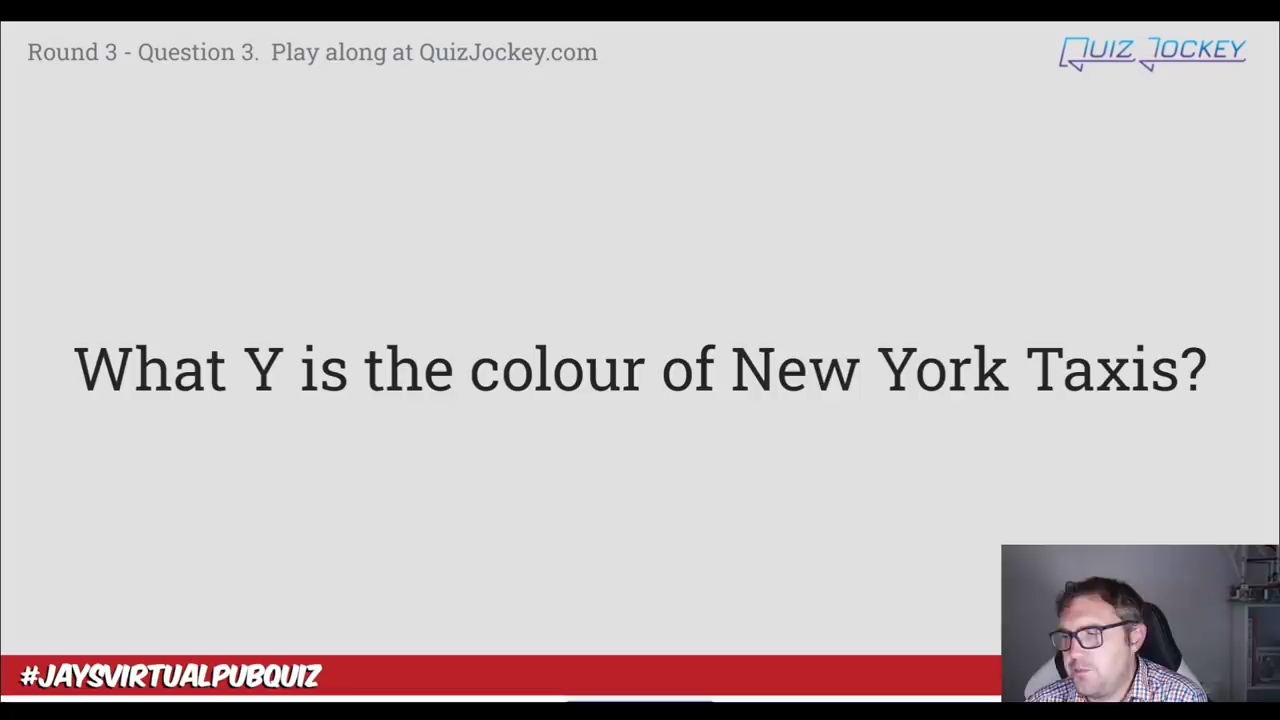 Round 3 - Question 3.  Play along at QuizJockey.com
QUIZ JOCKEY
What Y is the colour of New York Taxis?
#JAYSVIRTUALPUBQUIZ